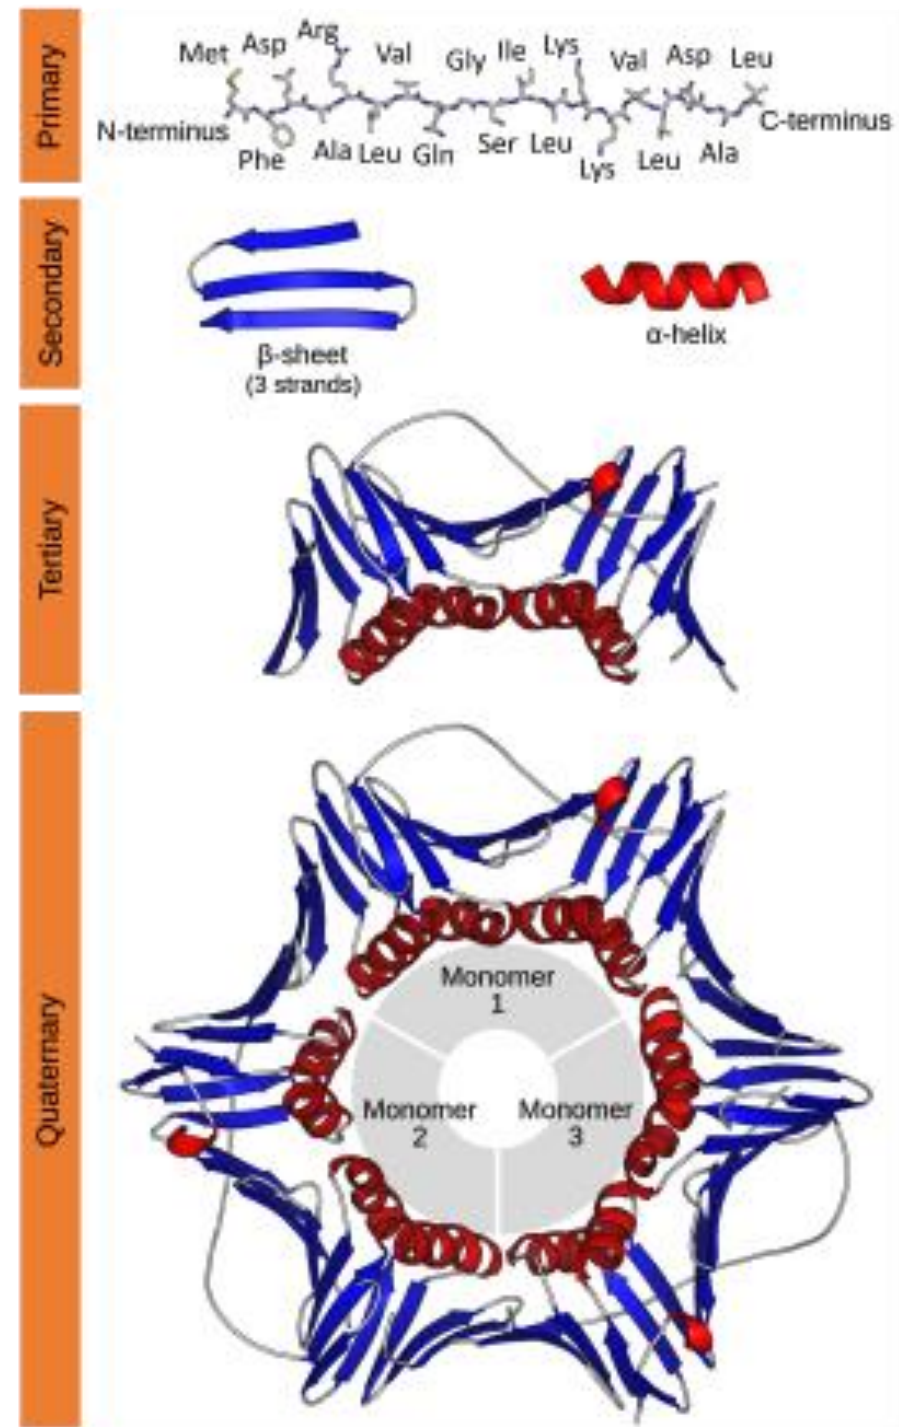 Primary
Met Asp Arg Val Gly Ile Lys Val Asp Leu
N-terminus C-terminus
Phe Ala Leu Gln Ser Leu Lys Leu Ala
Secondary
β-sheet
(3 strands)
α-helix
Tertiary
Quaternary
Monomer
1
Monomer
2
Monomer
3